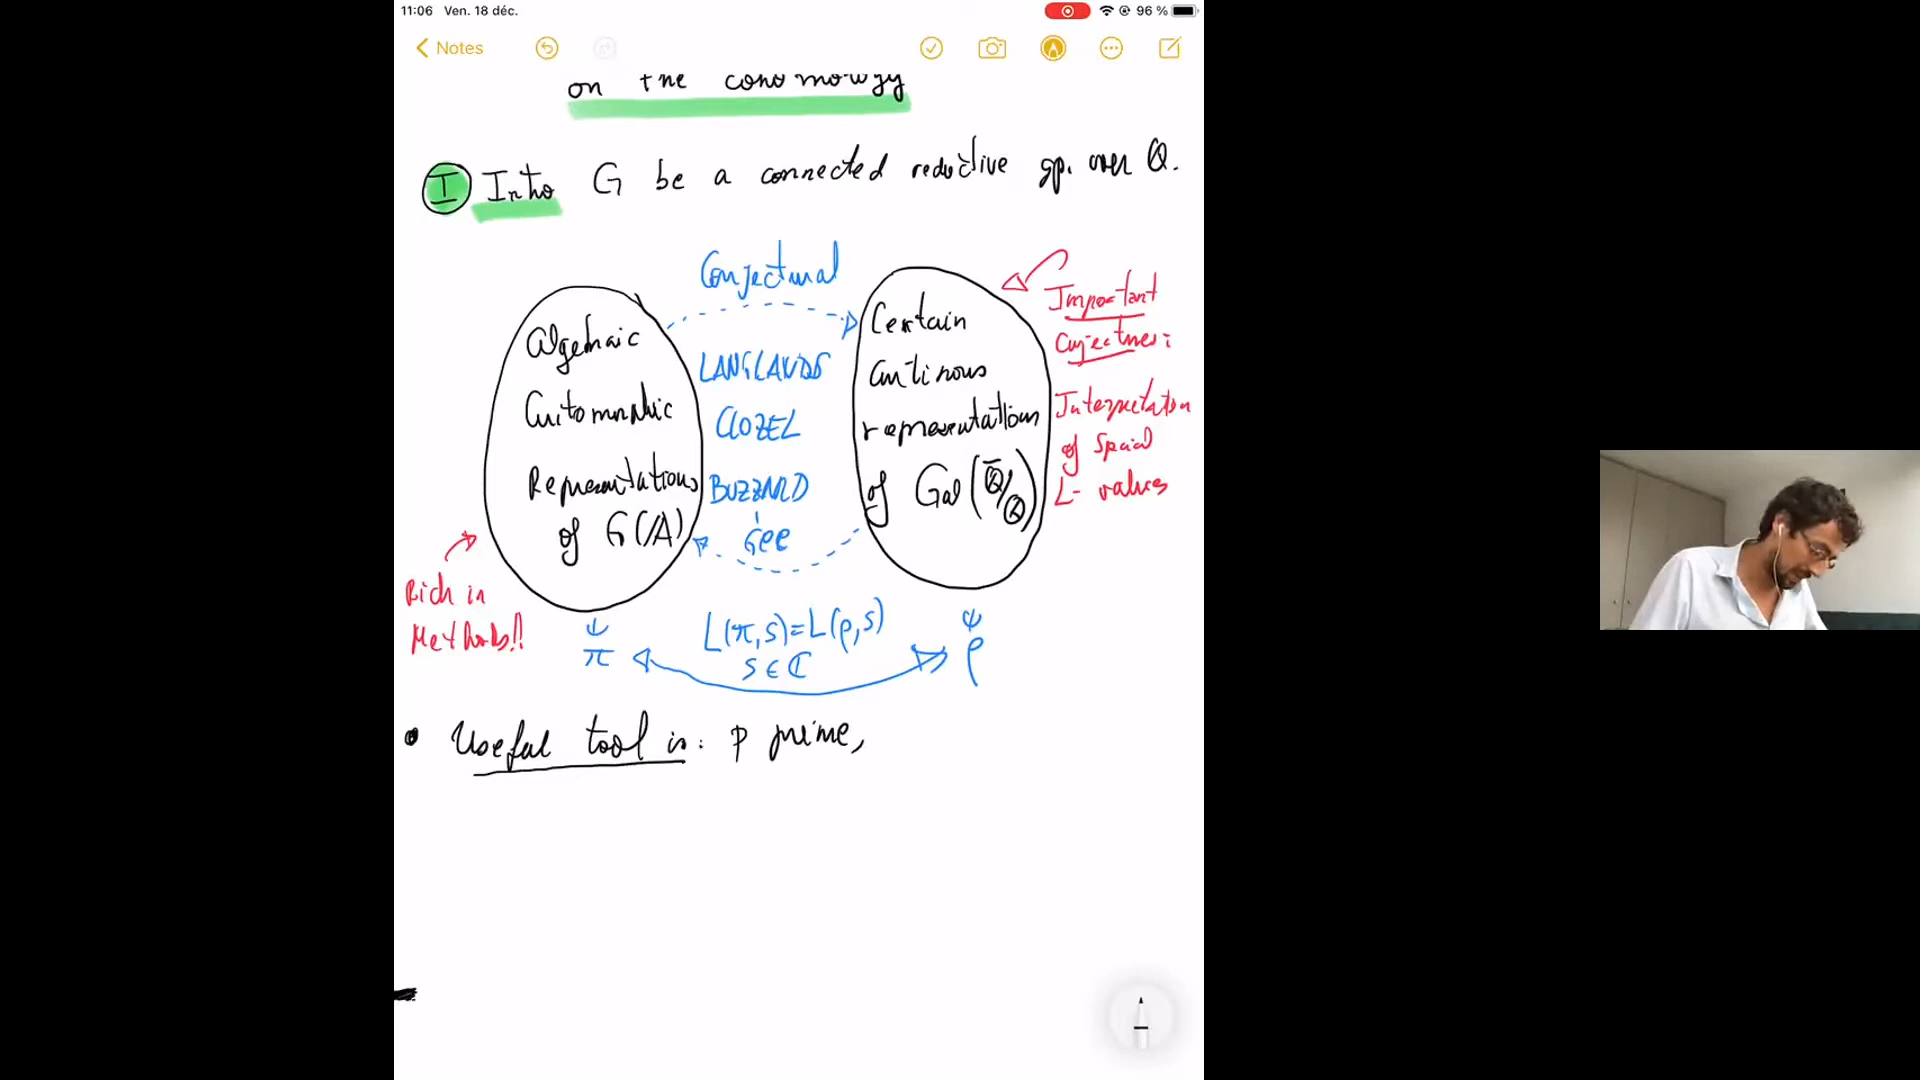 11:06 Ven. 18 déc. 96 %
Notes
on the cohomology
I Intro G be a connected reductive gp. over Q.
Conjectural
Algebraic
Automorphic
Representations
of G(/A)
LANGLANDS
CLOZEL
BUZZARD
GEE
Certain
Continous
representations
of Gal(Q̄/Q)
Important
Conjectures:
Interpretation
of Special
L- values
Rich in
Methods!!
π
L(π,s)=L(ρ,s)
s∈ℂ
ρ
• Useful tool is: p prime,